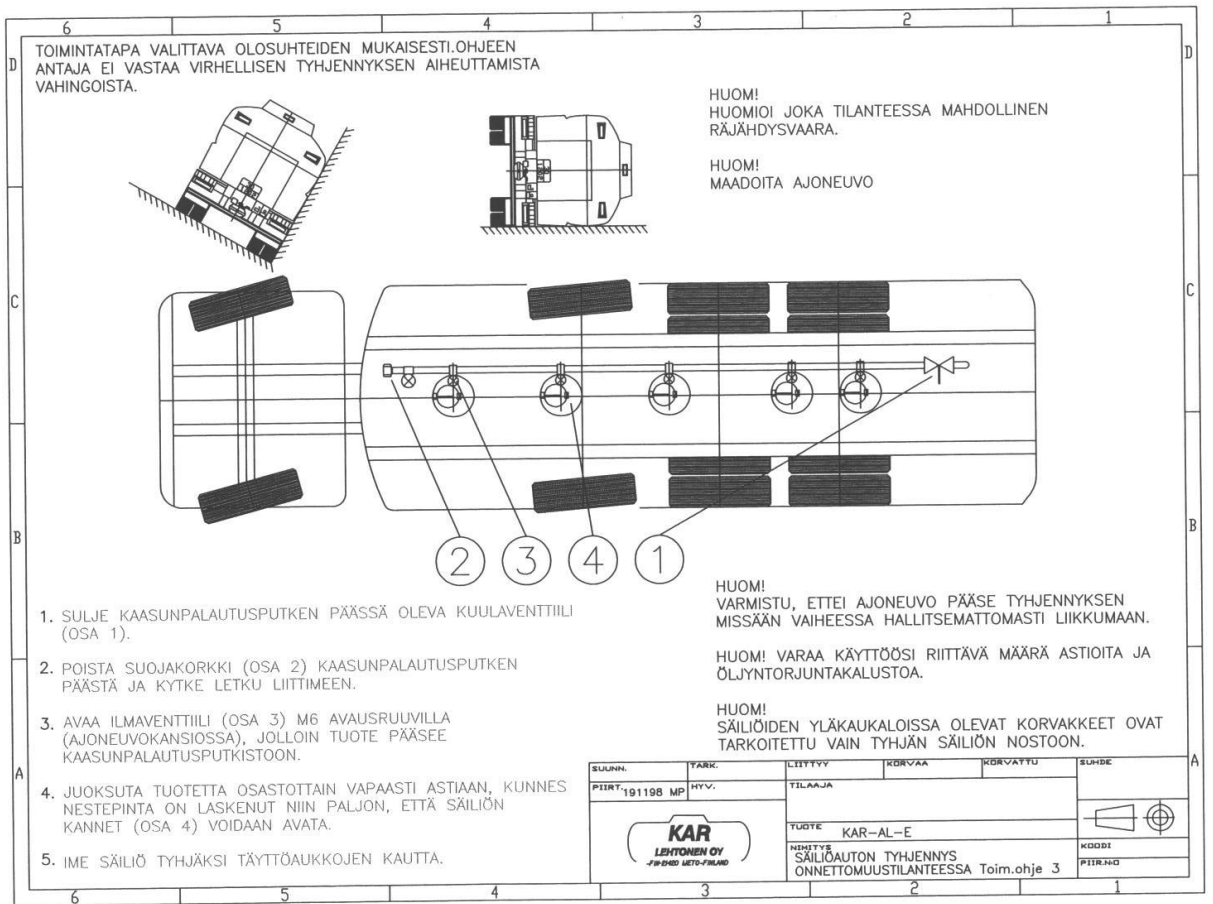 6 5 4 3 2 1
D
D
TOIMINTATAPA VALITTAVA OLOSUHTEIDEN MUKAISESTI.OHJEEN
ANTAJA EI VASTAA VIRHELLISEN TYHJENNYKSEN AIHEUTTAMISTA
VAHINGOISTA.
HUOM!
HUOMIOI JOKA TILANTEESSA MAHDOLLINEN
RÄJÄHDYSVAARA.
HUOM!
MAADOITA AJONEUVO
C
C
2 3 4 1
B
B
1. SULJE KAASUNPALAUTUSPUTKEN PÄÄSSÄ OLEVA KUULAVENTTIILI
(OSA 1).
2. POISTA SUOJAKORKKI (OSA 2) KAASUNPALAUTUSPUTKEN
PÄÄSTÄ JA KYTKE LETKU LIITTIMEEN.
3. AVAA ILMAVENTTIILI (OSA 3) M6 AVAUSRUUVILLA
(AJONEUVOKANSIOSSA), JOLLOIN TUOTE PÄÄSEE
KAASUNPALAUTUSPUTKISTOON.
4. JUOKSUTA TUOTETTA OSASTOTTAIN VAPAASTI ASTIAAN, KUNNES
NESTEPINTA ON LASKENUT NIIN PALJON, ETTÄ SÄILIÖN
KANNET (OSA 4) VOIDAAN AVATA.
5. IME SÄILIÖ TYHJÄKSI TÄYTTÖAUKKOJEN KAUTTA.
HUOM!
VARMISTU, ETTEI AJONEUVO PÄÄSE TYHJENNYKSEN
MISSÄÄN VAIHEESSA HALLITSEMATTOMASTI LIIKKUMAAN.
HUOM! VARAA KÄYTTÖÖSI RIITTÄVÄ MÄÄRÄ ASTIOITA JA
ÖLJYNTORJUNTAKALUSTOA.
HUOM!
SÄILIÖIDEN YLÄKAUKALOISSA OLEVAT KORVAKKEET OVAT
TARKOITETTU VAIN TYHJÄN SÄILIÖN NOSTOON.
A
A
SUUNN. TARK. LIITTYY KORVAA KORVATTU SUHDE
PIIRT. 191198 MP HYV. TILAAJA
KAR
LEHTONEN OY
TUOTE KAR-AL-E
NIMITYS
SÄILIÖAUTON TYHJENNYS
ONNETTOMUUSTILANTEESSA Toim.ohje 3
KOODI
PIIR.NO
6 5 4 3 2 1